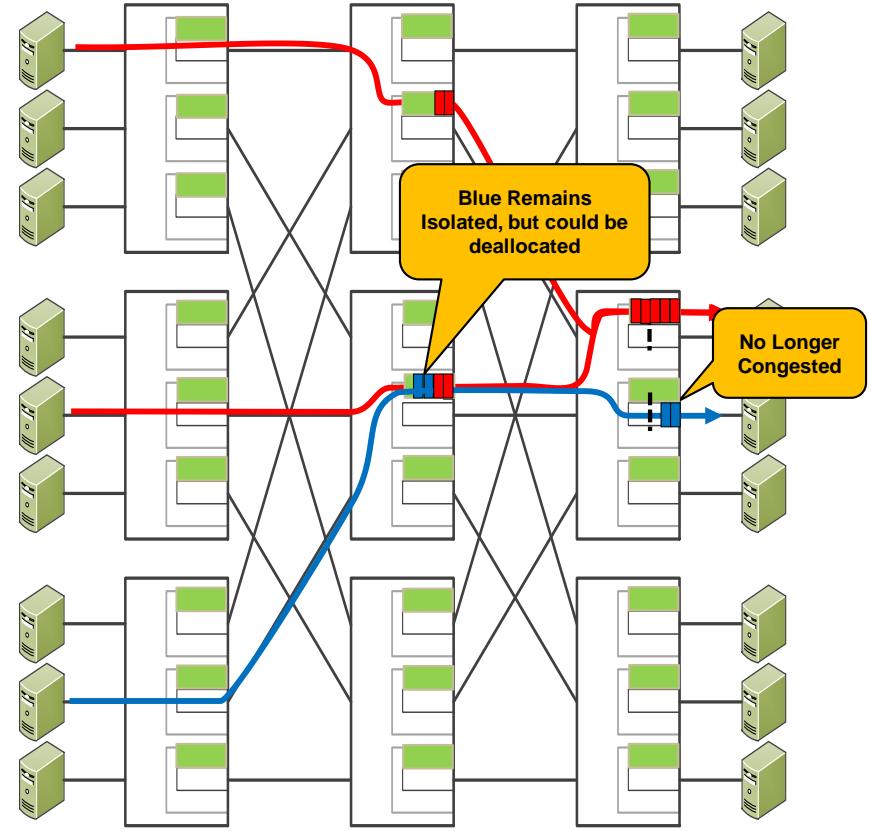 Blue Remains
Isolated, but could be
deallocated
No Longer
Congested